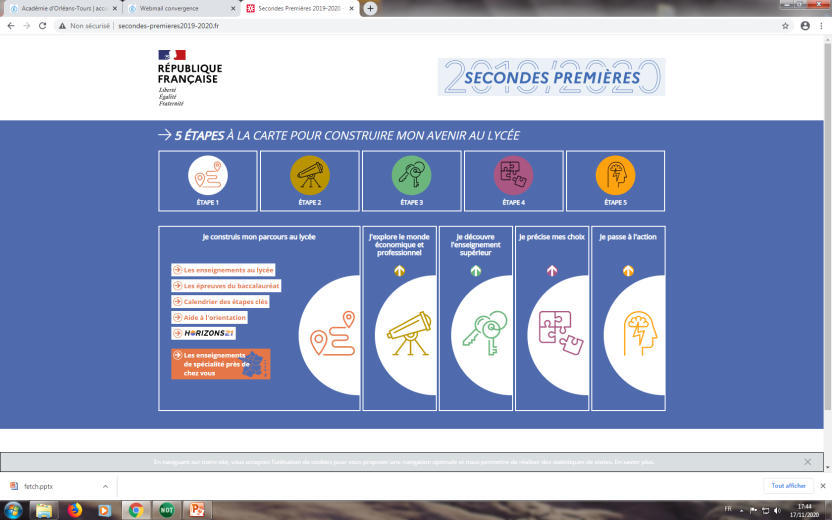 Académie d'Orléans-Tours | accu
Webmail convergence
Secondes Premières 2019-2020 -
Non sécurisé | secondes-premieres2019-2020.fr
RÉPUBLIQUE
FRANÇAISE
Liberté
Égalité
Fraternité
2019/2020
SECONDES PREMIÈRES
5 ÉTAPES À LA CARTE POUR CONSTRUIRE MON AVENIR AU LYCÉE
ÉTAPE 1
ÉTAPE 2
ÉTAPE 3
ÉTAPE 4
ÉTAPE 5
Je construis mon parcours au lycée
Les enseignements au lycée
Les épreuves du baccalauréat
Calendrier des étapes clés
Aide à l'orientation
HORIZONS21
Les enseignements
de spécialité près de
chez vous
J'explore le monde
économique et
professionnel
Je découvre
l'enseignement
supérieur
Je précise mes choix
Je passe à l'action
En naviguant sur notre site, vous acceptez l'utilisation de cookies pour vous proposer une navigation optimale et nous permettre de réaliser des statistiques de visites. En savoir plus.
fetch.pptx
Tout afficher
NOT
FR
17:44
17/11/2020